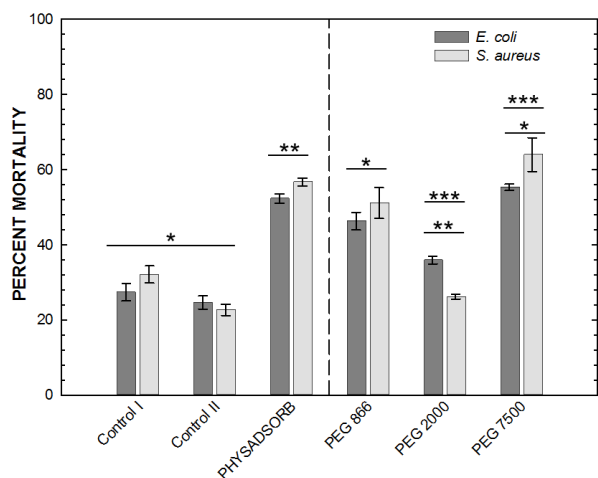 100
80
60
40
20
0
PERCENT MORTALITY
E. coli
S. aureus
*
**
*
***
**
***
*
Control I
Control II
PHYSADSORB
PEG 866
PEG 2000
PEG 7500